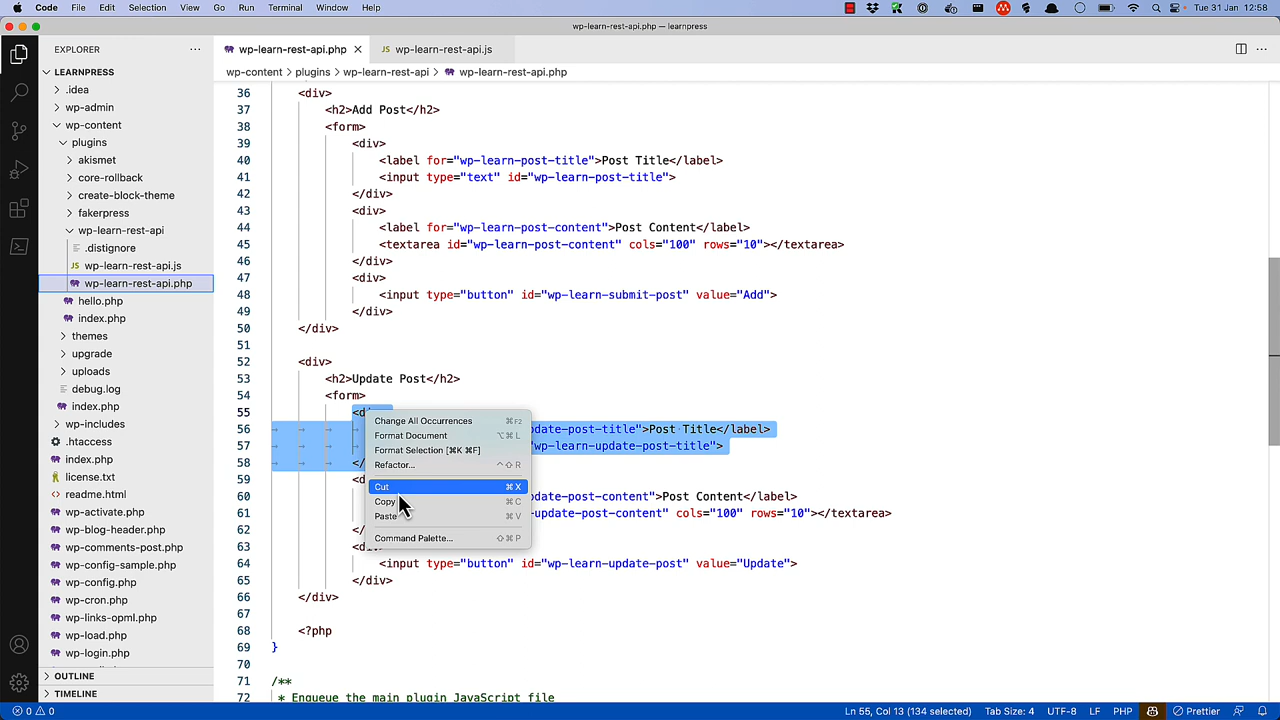 Code File Edit Selection View Go Run Terminal Window Help Tue 31 Jan 12:58
wp-learn-rest-api.php — learnpress
EXPLORER
LEARNPRESS
.idea
wp-admin
wp-content
plugins
akismet
core-rollback
create-block-theme
fakerpress
wp-learn-rest-api
.distignore
JS wp-learn-rest-api.js
wp-learn-rest-api.php
hello.php
index.php
themes
upgrade
uploads
debug.log
index.php
wp-includes
.htaccess
index.php
license.txt
readme.html
wp-activate.php
wp-blog-header.php
wp-comments-post.php
wp-config-sample.php
wp-config.php
wp-cron.php
wp-links-opml.php
wp-load.php
wp-login.php
OUTLINE
TIMELINE
wp-learn-rest-api.php JS wp-learn-rest-api.js
wp-content > plugins > wp-learn-rest-api > wp-learn-rest-api.php
36 <div>
37 <h2>Add Post</h2>
38 <form>
39 <div>
40 <label for="wp-learn-post-title">Post Title</label>
41 <input type="text" id="wp-learn-post-title">
42 </div>
43 <div>
44 <label for="wp-learn-post-content">Post Content</label>
45 <textarea id="wp-learn-post-content" cols="100" rows="10"></textarea>
46 </div>
47 <div>
48 <input type="button" id="wp-learn-submit-post" value="Add">
49 </div>
50 </div>
51
52 <div>
53 <h2>Update Post</h2>
54 <form>
55
56 update-post-title">Post Title</label>
57 "wp-learn-update-post-title">
58 </
59
60 update-post-content">Post Content</label>
61 update-post-content" cols="100" rows="10"></textarea>
62 </
63
64 <input type="button" id="wp-learn-update-post" value="Update">
65 </div>
66 </div>
67
68 <?php
69 }
70
71 /**
72 * Enqueue the main plugin JavaScript file
Change All Occurrences ⌘F2
Format Document ⌥⌘L
Format Selection [⌘K ⌘F]
Refactor... ^⇧R
Cut ⌘X
Copy ⌘C
Paste ⌘V
Command Palette... ⇧⌘P
0 0 Ln 55, Col 13 (134 selected) Tab Size: 4 UTF-8 LF PHP Prettier